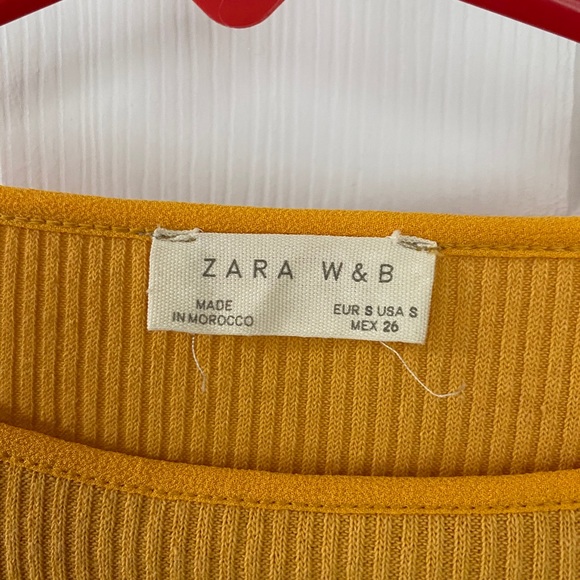 ZARA W & B
MADE
IN MOROCCO
EUR S USA S
MEX 26